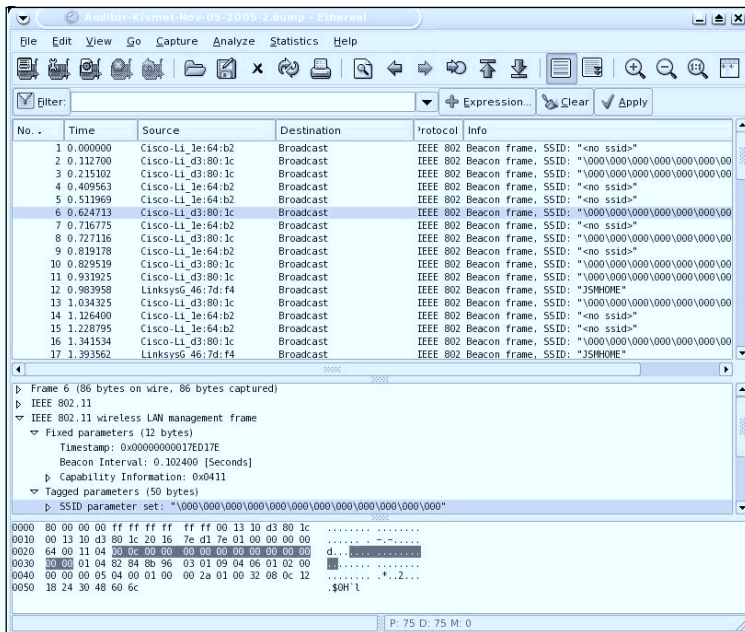 Auditor-Kismet-Nov-05-2005-2.dump - Ethereal
File Edit View Go Capture Analyze Statistics Help
Filter: Expression... Clear Apply
No. . Time Source Destination Protocol Info
1 0.000000 Cisco-Li_1e:64:b2 Broadcast IEEE 802 Beacon frame, SSID: "<no ssid>"
2 0.112700 Cisco-Li_d3:80:1c Broadcast IEEE 802 Beacon frame, SSID: "\000\000\000\000\000\000\00
3 0.215102 Cisco-Li_d3:80:1c Broadcast IEEE 802 Beacon frame, SSID: "\000\000\000\000\000\000\00
4 0.409563 Cisco-Li_1e:64:b2 Broadcast IEEE 802 Beacon frame, SSID: "<no ssid>"
5 0.511969 Cisco-Li_1e:64:b2 Broadcast IEEE 802 Beacon frame, SSID: "<no ssid>"
6 0.624713 Cisco-Li_d3:80:1c Broadcast IEEE 802 Beacon frame, SSID: "\000\000\000\000\000\000\00
7 0.716775 Cisco-Li_1e:64:b2 Broadcast IEEE 802 Beacon frame, SSID: "<no ssid>"
8 0.727116 Cisco-Li_d3:80:1c Broadcast IEEE 802 Beacon frame, SSID: "\000\000\000\000\000\000\00
9 0.819178 Cisco-Li_1e:64:b2 Broadcast IEEE 802 Beacon frame, SSID: "<no ssid>"
10 0.829519 Cisco-Li_d3:80:1c Broadcast IEEE 802 Beacon frame, SSID: "\000\000\000\000\000\000\00
11 0.931925 Cisco-Li_d3:80:1c Broadcast IEEE 802 Beacon frame, SSID: "\000\000\000\000\000\000\00
12 0.983958 LinksysG_46:7d:f4 Broadcast IEEE 802 Beacon frame, SSID: "JSMHOME"
13 1.034325 Cisco-Li_d3:80:1c Broadcast IEEE 802 Beacon frame, SSID: "\000\000\000\000\000\000\00
14 1.126400 Cisco-Li_1e:64:b2 Broadcast IEEE 802 Beacon frame, SSID: "<no ssid>"
15 1.228795 Cisco-Li_1e:64:b2 Broadcast IEEE 802 Beacon frame, SSID: "<no ssid>"
16 1.341534 Cisco-Li_d3:80:1c Broadcast IEEE 802 Beacon frame, SSID: "\000\000\000\000\000\000\00
17 1.393562 LinksysG_46:7d:f4 Broadcast IEEE 802 Beacon frame, SSID: "JSMHOME"
Frame 6 (86 bytes on wire, 86 bytes captured)
IEEE 802.11
IEEE 802.11 wireless LAN management frame
Fixed parameters (12 bytes)
Timestamp: 0x00000000017ED17E
Beacon Interval: 0.102400 [Seconds]
Capability Information: 0x0411
Tagged parameters (50 bytes)
SSID parameter set: "\000\000\000\000\000\000\000\000\000\000\000\000"
0000 80 00 00 00 ff ff ff ff ff ff 00 13 10 d3 80 1c ........ ........
0010 00 13 10 d3 80 1c 20 16 7e d1 7e 01 00 00 00 00 ...... . ~.~.....
0020 64 00 11 04 00 0c 00 00 00 00 00 00 00 00 00 00 d....... ........
0030 00 00 01 04 82 84 8b 96 03 01 09 04 06 01 02 00 ........ ........
0040 00 00 00 05 04 00 01 00 00 2a 01 00 32 08 0c 12 ........ .*..2...
0050 18 24 30 48 60 6c .$0H`l
P: 75 D: 75 M: 0